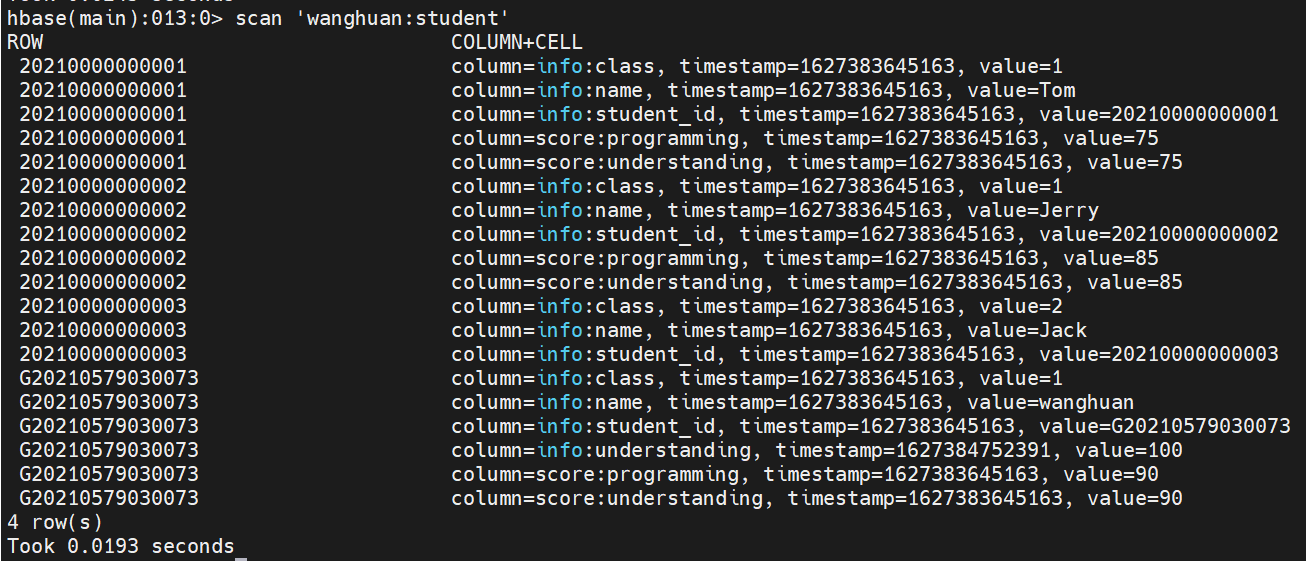 hbase(main):013:0> scan 'wanghuan:student'
ROW COLUMN+CELL
20210000000001 column=info:class, timestamp=1627383645163, value=1
20210000000001 column=info:name, timestamp=1627383645163, value=Tom
20210000000001 column=info:student_id, timestamp=1627383645163, value=20210000000001
20210000000001 column=score:programming, timestamp=1627383645163, value=75
20210000000001 column=score:understanding, timestamp=1627383645163, value=75
20210000000002 column=info:class, timestamp=1627383645163, value=1
20210000000002 column=info:name, timestamp=1627383645163, value=Jerry
20210000000002 column=info:student_id, timestamp=1627383645163, value=20210000000002
20210000000002 column=score:programming, timestamp=1627383645163, value=85
20210000000002 column=score:understanding, timestamp=1627383645163, value=85
20210000000003 column=info:class, timestamp=1627383645163, value=2
20210000000003 column=info:name, timestamp=1627383645163, value=Jack
20210000000003 column=info:student_id, timestamp=1627383645163, value=20210000000003
G20210579030073 column=info:class, timestamp=1627383645163, value=1
G20210579030073 column=info:name, timestamp=1627383645163, value=wanghuan
G20210579030073 column=info:student_id, timestamp=1627383645163, value=G20210579030073
G20210579030073 column=info:understanding, timestamp=1627384752391, value=100
G20210579030073 column=score:programming, timestamp=1627383645163, value=90
G20210579030073 column=score:understanding, timestamp=1627383645163, value=90
4 row(s)
Took 0.0193 seconds